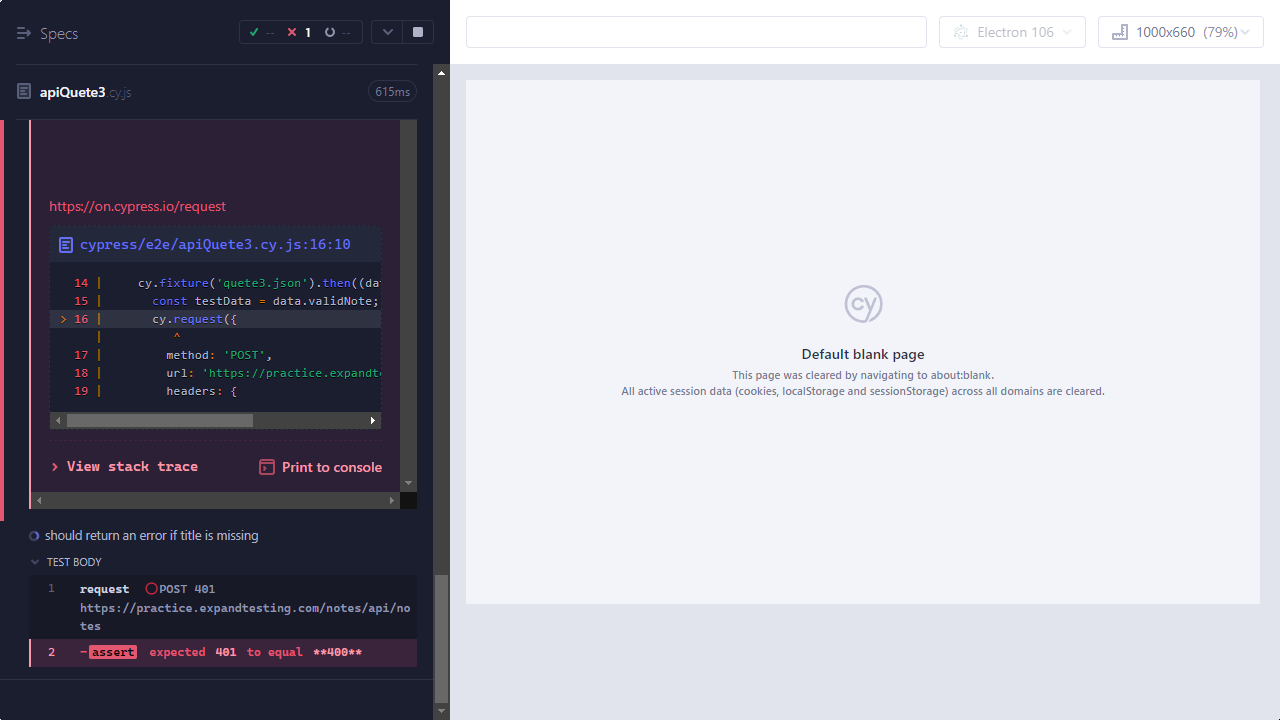 Specs
-- 1 --
Electron 106
1000x660 (79%)
apiQuete3.cy.js
615ms
https://on.cypress.io/request
cypress/e2e/apiQuete3.cy.js:16:10
14 | cy.fixture('quete3.json').then((da
15 | const testData = data.validNote;
> 16 | cy.request({
| ^
17 | method: 'POST',
18 | url: 'https://practice.expandte
19 | headers: {
> View stack trace
Print to console
should return an error if title is missing
TEST BODY
1 request POST 401
https://practice.expandtesting.com/notes/api/no
tes
2 -assert expected 401 to equal **400**
cy
Default blank page
This page was cleared by navigating to about:blank.
All active session data (cookies, localStorage and sessionStorage) across all domains are cleared.